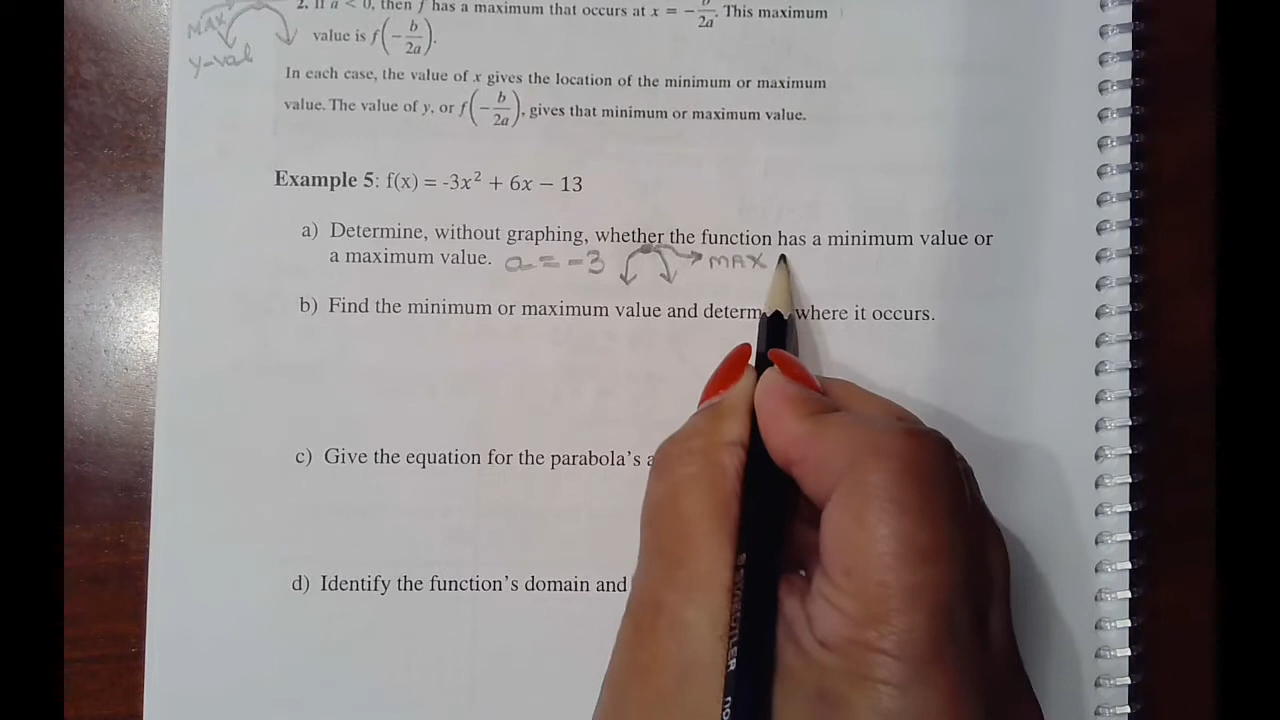 MAX 2. If a < 0, then f has a maximum that occurs at x = -b/2a. This maximum
y-val value is f(-b/2a).
In each case, the value of x gives the location of the minimum or maximum
value. The value of y, or f(-b/2a), gives that minimum or maximum value.
Example 5: f(x) = -3x² + 6x − 13
a) Determine, without graphing, whether the function has a minimum value or
a maximum value. a = -3 → MAX
b) Find the minimum or maximum value and determ where it occurs.
c) Give the equation for the parabola's a
d) Identify the function's domain and
STAEDTLER